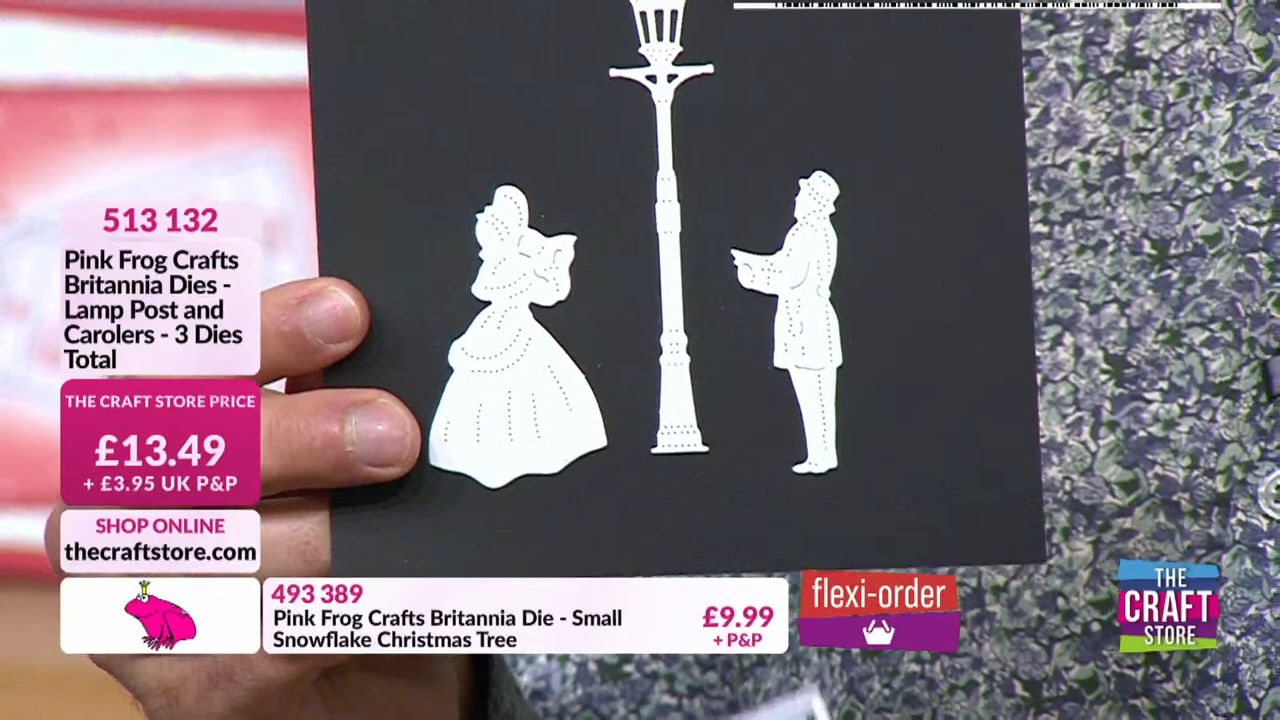 513 132
Pink Frog Crafts
Britannia Dies -
Lamp Post and
Carolers - 3 Dies
Total
THE CRAFT STORE PRICE
£13.49
+ £3.95 UK P&P
SHOP ONLINE
thecraftstore.com
493 389
Pink Frog Crafts Britannia Die - Small
Snowflake Christmas Tree
£9.99
+ P&P
flexi-order
THE
CRAFT
STORE